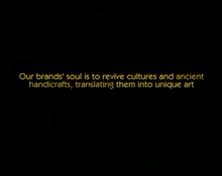 Our brands' soul is to revive cultures and ancient
handicrafts, translating them into unique art